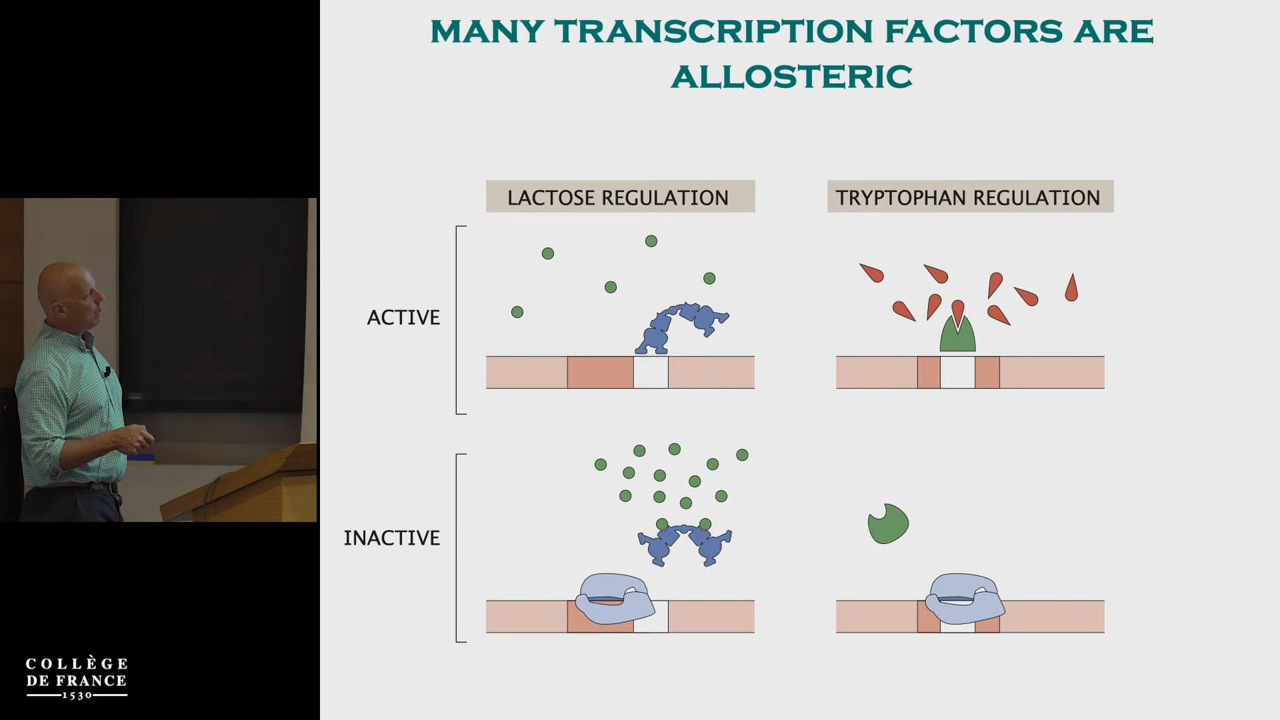 MANY TRANSCRIPTION FACTORS ARE
ALLOSTERIC
LACTOSE REGULATION
TRYPTOPHAN REGULATION
ACTIVE
INACTIVE
COLLÈGE
DE FRANCE
1530